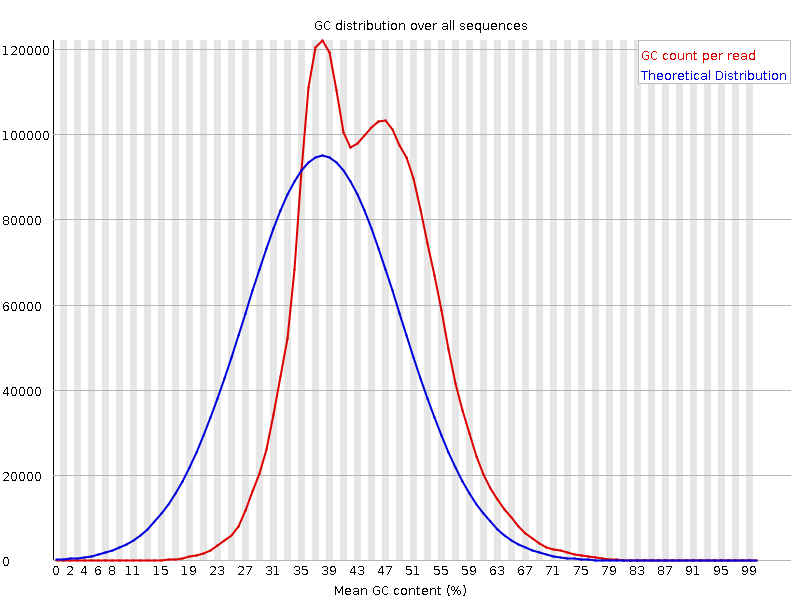 GC distribution over all sequences
GC count per read
Theoretical Distribution
120000
100000
80000
60000
40000
20000
0
0 2 4 6 8 11 15 19 23 27 31 35 39 43 47 51 55 59 63 67 71 75 79 83 87 91 95 99
Mean GC content (%)